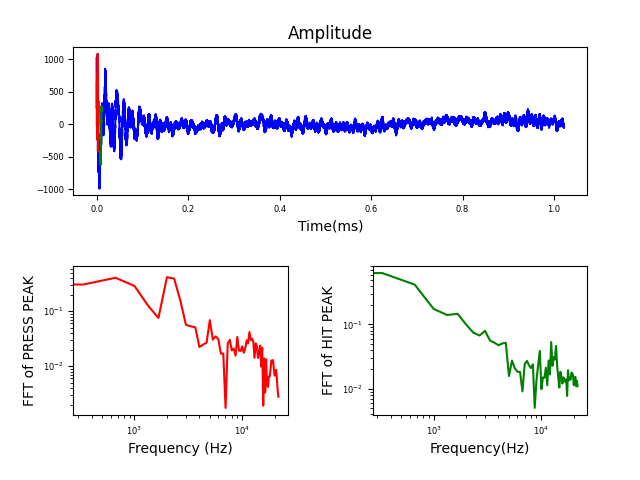 Amplitude
1000
500
0
−500
−1000
0.0 0.2 0.4 0.6 0.8 1.0
Time(ms)
FFT of PRESS PEAK
10⁻¹
10⁻²
10³ 10⁴
Frequency (Hz)
FFT of HIT PEAK
10⁻¹
10⁻²
10³ 10⁴
Frequency(Hz)